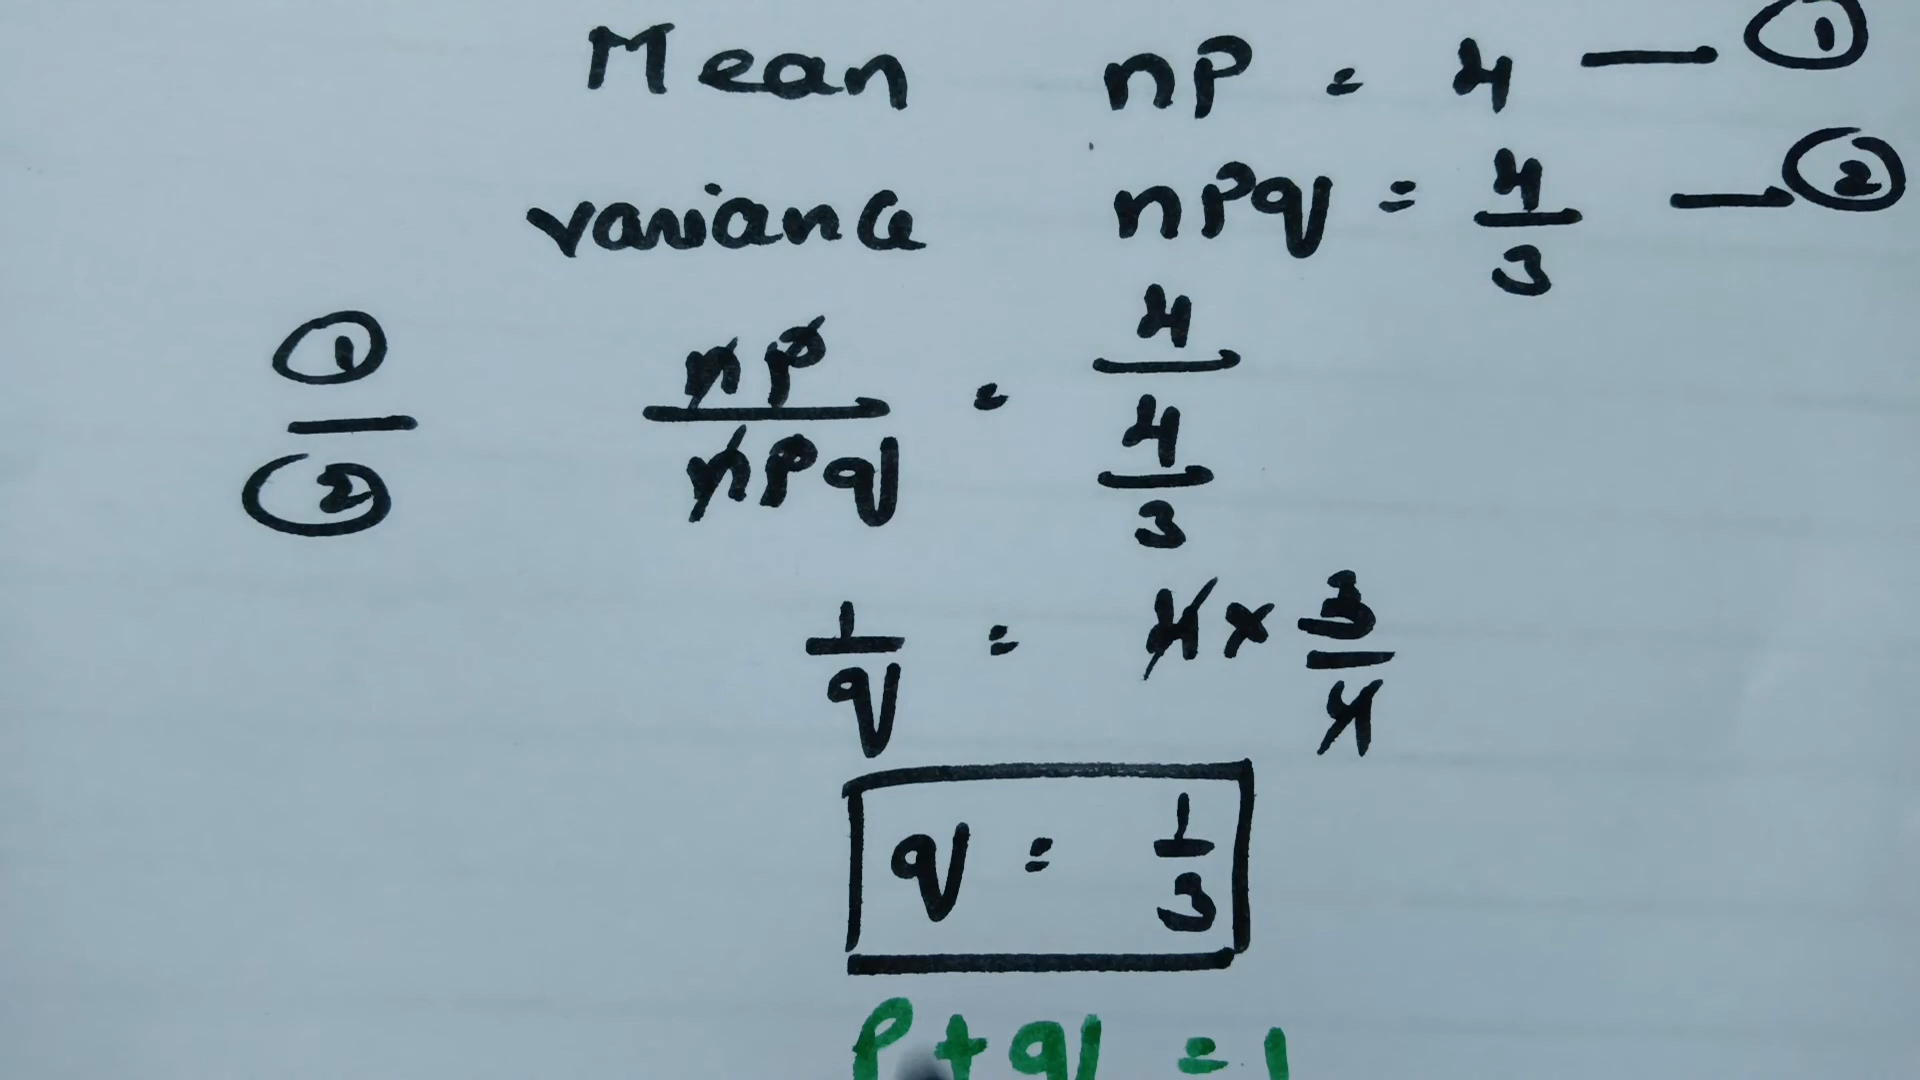 Mean np = 4 — ①
variance npq = 4/3 — ②
①/② np/npq = 4/(4/3)
1/q = 4 × 3/4
q = 1/3
p + q = 1